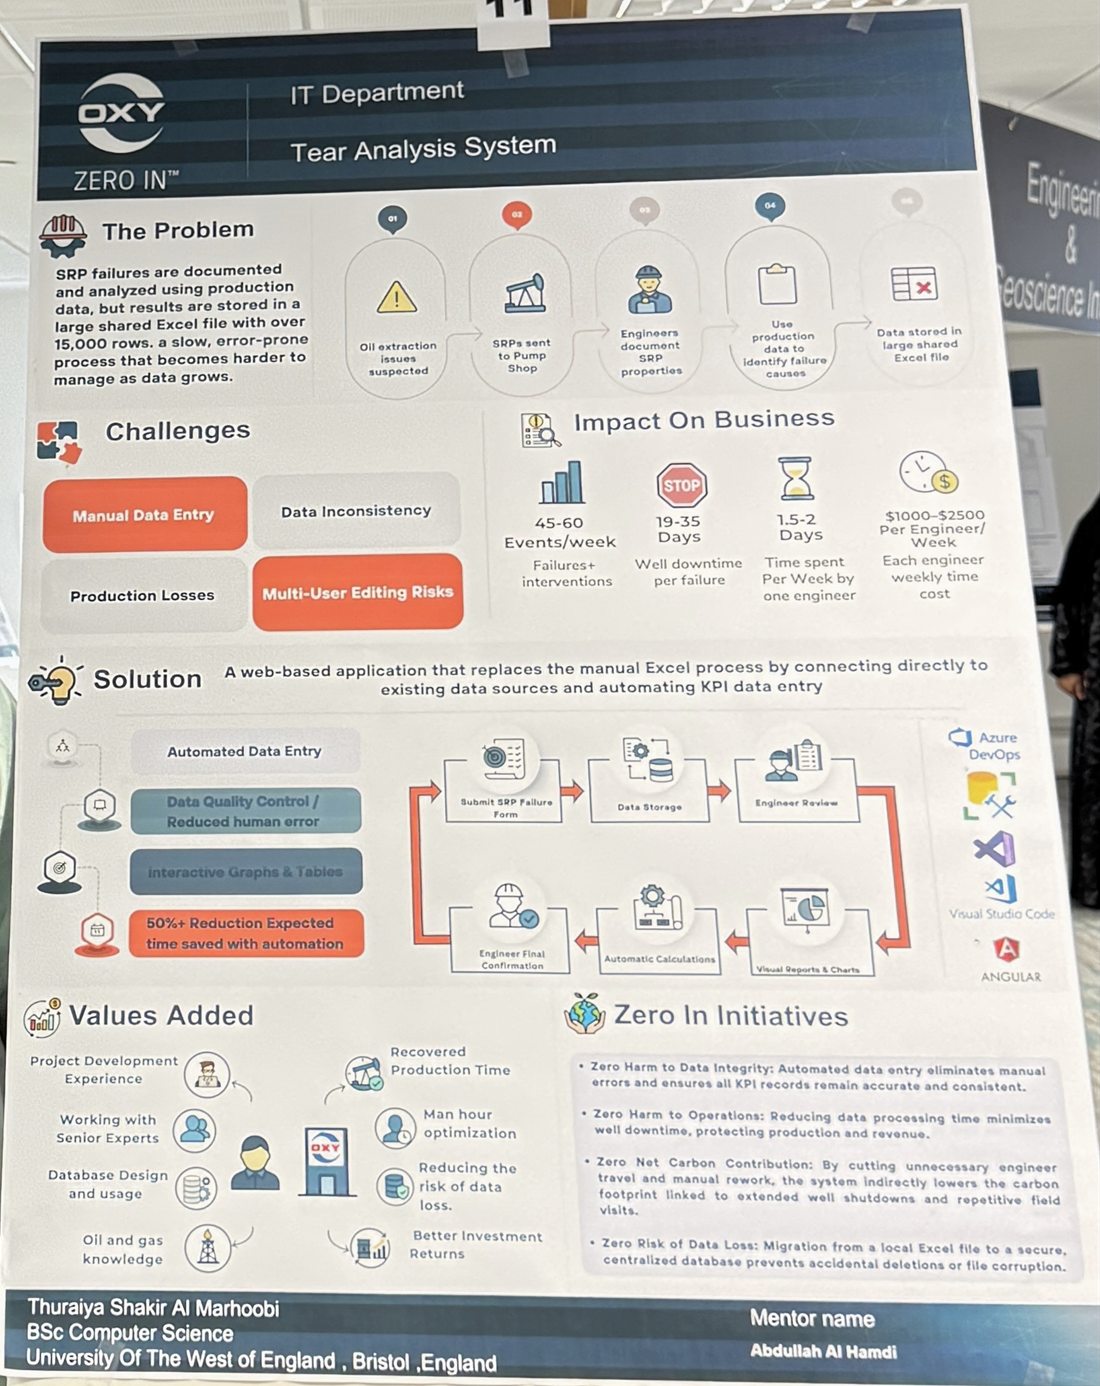 11
OXY
ZERO IN™
IT Department
Tear Analysis System
Engineerin
&
Geoscience In
The Problem
SRP failures are documented
and analyzed using production
data, but results are stored in a
large shared Excel file with over
15,000 rows. a slow, error-prone
process that becomes harder to
manage as data grows.
01
Oil extraction
issues
suspected
02
SRPs sent
to Pump
Shop
03
Engineers
document
SRP
properties
04
Use
production
data to
identify failure
causes
Data stored in
large shared
Excel file
Challenges
Manual Data Entry
Data Inconsistency
Production Losses
Multi-User Editing Risks
Impact On Business
45-60
Events/week
Failures+
interventions
STOP
19-35
Days
Well downtime
per failure
1.5-2
Days
Time spent
Per Week by
one engineer
$
$1000–$2500
Per Engineer/
Week
Each engineer
weekly time
cost
Solution
A web-based application that replaces the manual Excel process by connecting directly to
existing data sources and automating KPI data entry
Automated Data Entry
Data Quality Control /
Reduced human error
Interactive Graphs & Tables
50%+ Reduction Expected
time saved with automation
Submit SRP Failure
Form
Data Storage
Engineer Review
Engineer Final
Confirmation
Automatic Calculations
Visual Reports & Charts
Azure
DevOps
Visual Studio Code
A
ANGULAR
Values Added
Project Development
Experience
Working with
Senior Experts
Database Design
and usage
Oil and gas
knowledge
OXY
Recovered
Production Time
Man hour
optimization
Reducing the
risk of data
loss.
Better Investment
Returns
Zero In Initiatives
• Zero Harm to Data Integrity: Automated data entry eliminates manual
errors and ensures all KPI records remain accurate and consistent.
• Zero Harm to Operations: Reducing data processing time minimizes
well downtime, protecting production and revenue.
• Zero Net Carbon Contribution: By cutting unnecessary engineer
travel and manual rework, the system indirectly lowers the carbon
footprint linked to extended well shutdowns and repetitive field
visits.
• Zero Risk of Data Loss: Migration from a local Excel file to a secure,
centralized database prevents accidental deletions or file corruption.
Thuraiya Shakir Al Marhoobi
BSc Computer Science
University Of The West of England , Bristol ,England
Mentor name
Abdullah Al Hamdi